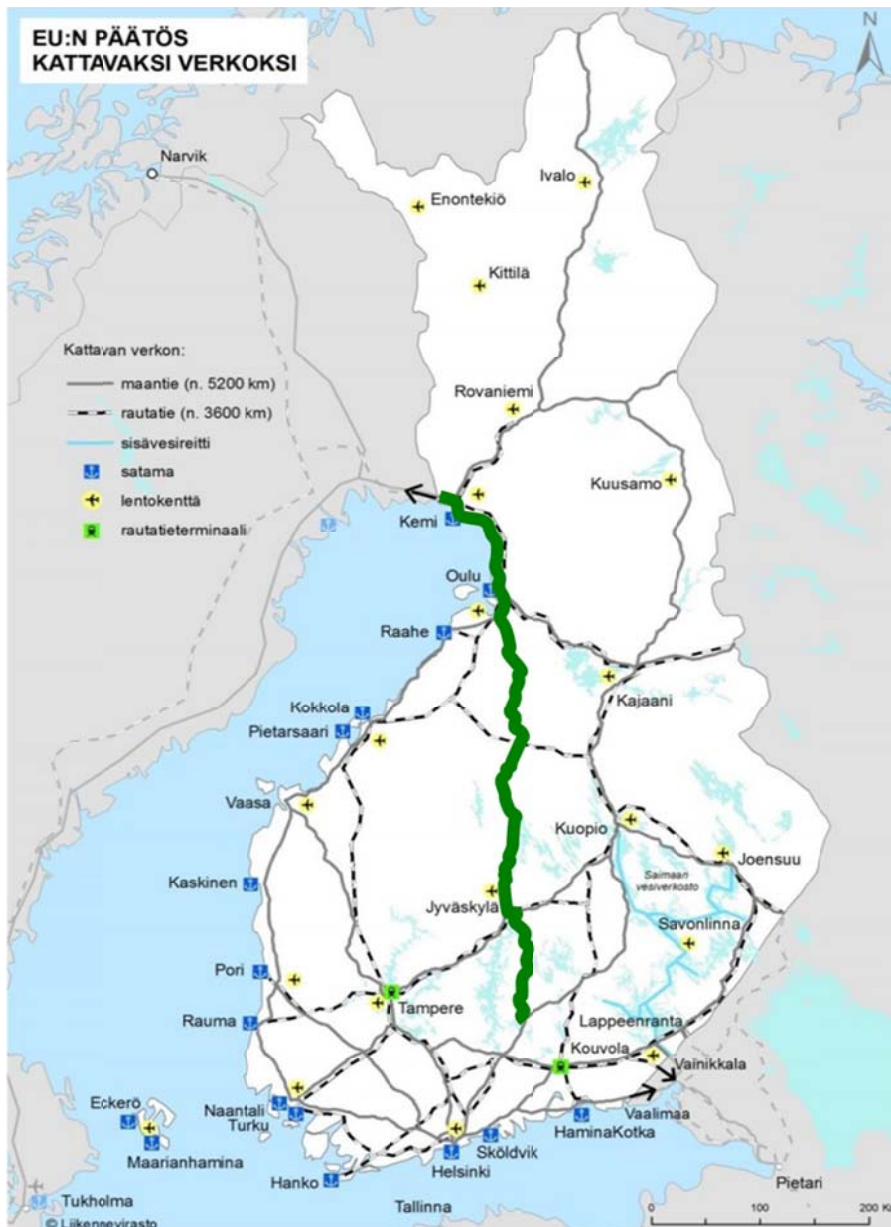 EU:N PÄÄTÖS
KATTAVAKSI VERKOKSI
N
Narvik
Ivalo
Enontekiö
Kittilä
Kattavan verkon:
maantie (n. 5200 km)
rautatie (n. 3600 km)
sisävesireitti
satama
lentokenttä
rautatieterminaali
Rovaniemi
Kuusamo
Kemi
Oulu
Raahe
Kajaani
Kokkola
Pietarsaari
Vaasa
Kuopio
Joensuu
Saimaan
vesiverkosto
Kaskinen
Jyväskylä
Savonlinna
Pori
Tampere
Rauma
Lappeenranta
Kouvola
Vainikkala
Eckerö
Naantali
Turku
Vaalimaa
HaminaKotka
Maarianhamina
Sköldvik
Helsinki
Hanko
Pietari
Tukholma
Tallinna
0 100 200 K
© Liikennevirasto